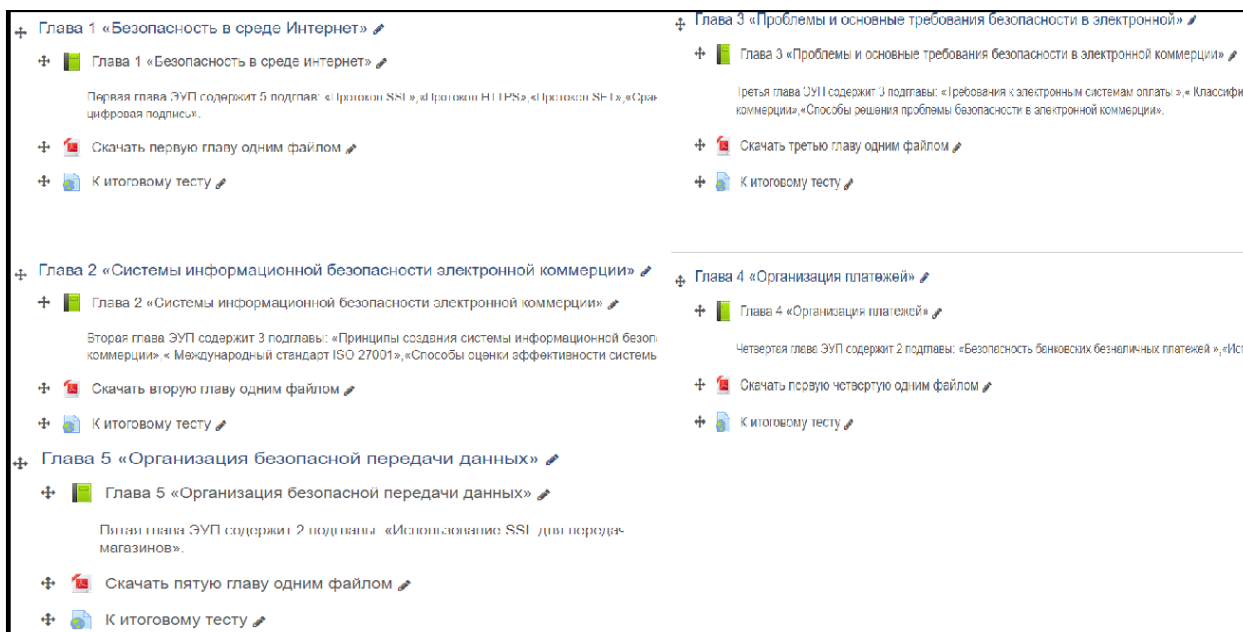 Глава 1 «Безопасность в среде Интернет»
Глава 1 «Безопасность в среде интернет»
Первая глава ЭУП содержит 5 подглав: «Протокол SSL»,«Протокол HTTPS»,«Протокол SET»,«Срав
цифровая подпись».
Скачать первую главу одним файлом
К итоговому тесту
Глава 2 «Системы информационной безопасности электронной коммерции»
Глава 2 «Системы информационной безопасности электронной коммерции»
Вторая глава ЭУП содержит 3 подглавы: «Принципы создания системы информационной безоп
коммерции»,« Международный стандарт ISO 27001»,«Способы оценки эффективности системы
Скачать вторую главу одним файлом
К итоговому тесту
Глава 5 «Организация безопасной передачи данных»
Глава 5 «Организация безопасной передачи данных»
Пятая глава ЭУП содержит 2 подглавы: «Использование SSL для передач
магазинов».
Скачать пятую главу одним файлом
К итоговому тесту
Глава 3 «Проблемы и основные требования безопасности в электронной»
Глава 3 «Проблемы и основные требования безопасности в электронной коммерции»
Третья глава ЭУП содержит 3 подглавы: «Требования к электронным системам оплаты »,« Классифи
коммерции»,«Способы решения проблемы безопасности в электронной коммерции».
Скачать третью главу одним файлом
К итоговому тесту
Глава 4 «Организация платежей»
Глава 4 «Организация платежей»
Четвертая глава ЭУП содержит 2 подглавы: «Безопасность банковских безналичных платежей »,«Исп
Скачать первую четвертую одним файлом
К итоговому тесту